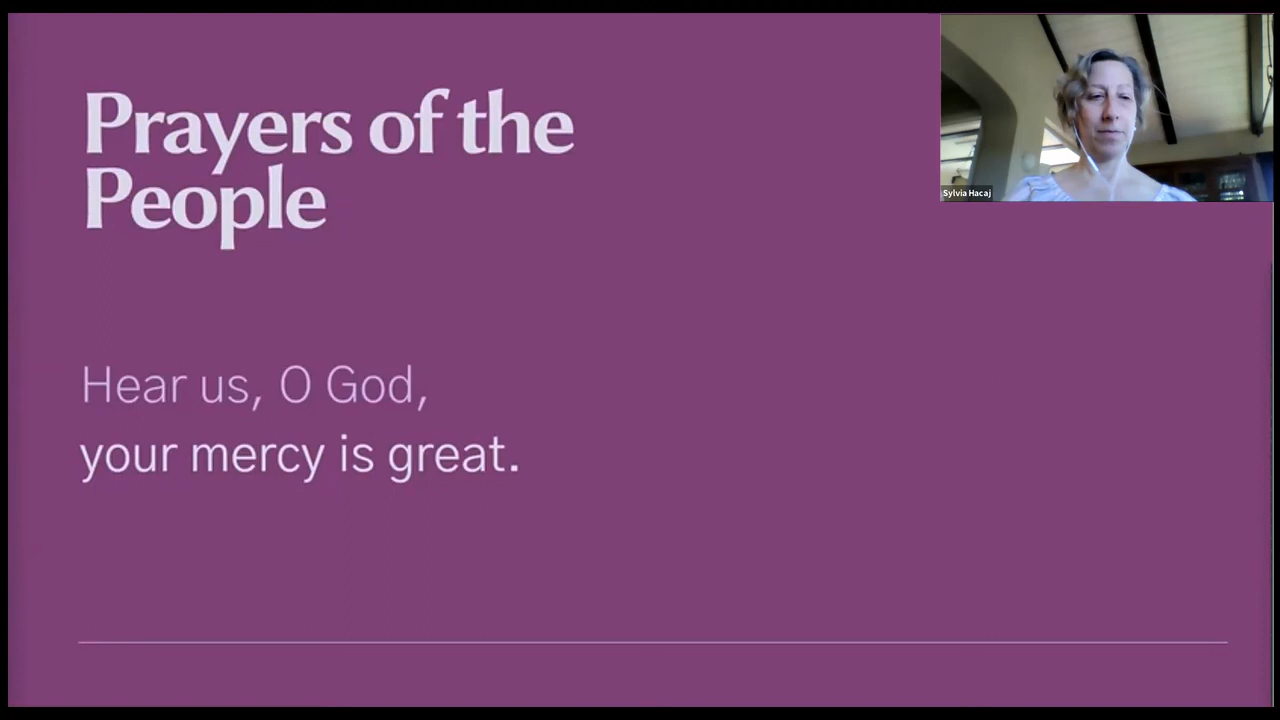 Prayers of the
People
Hear us, O God,
your mercy is great.
Sylvia Hacaj